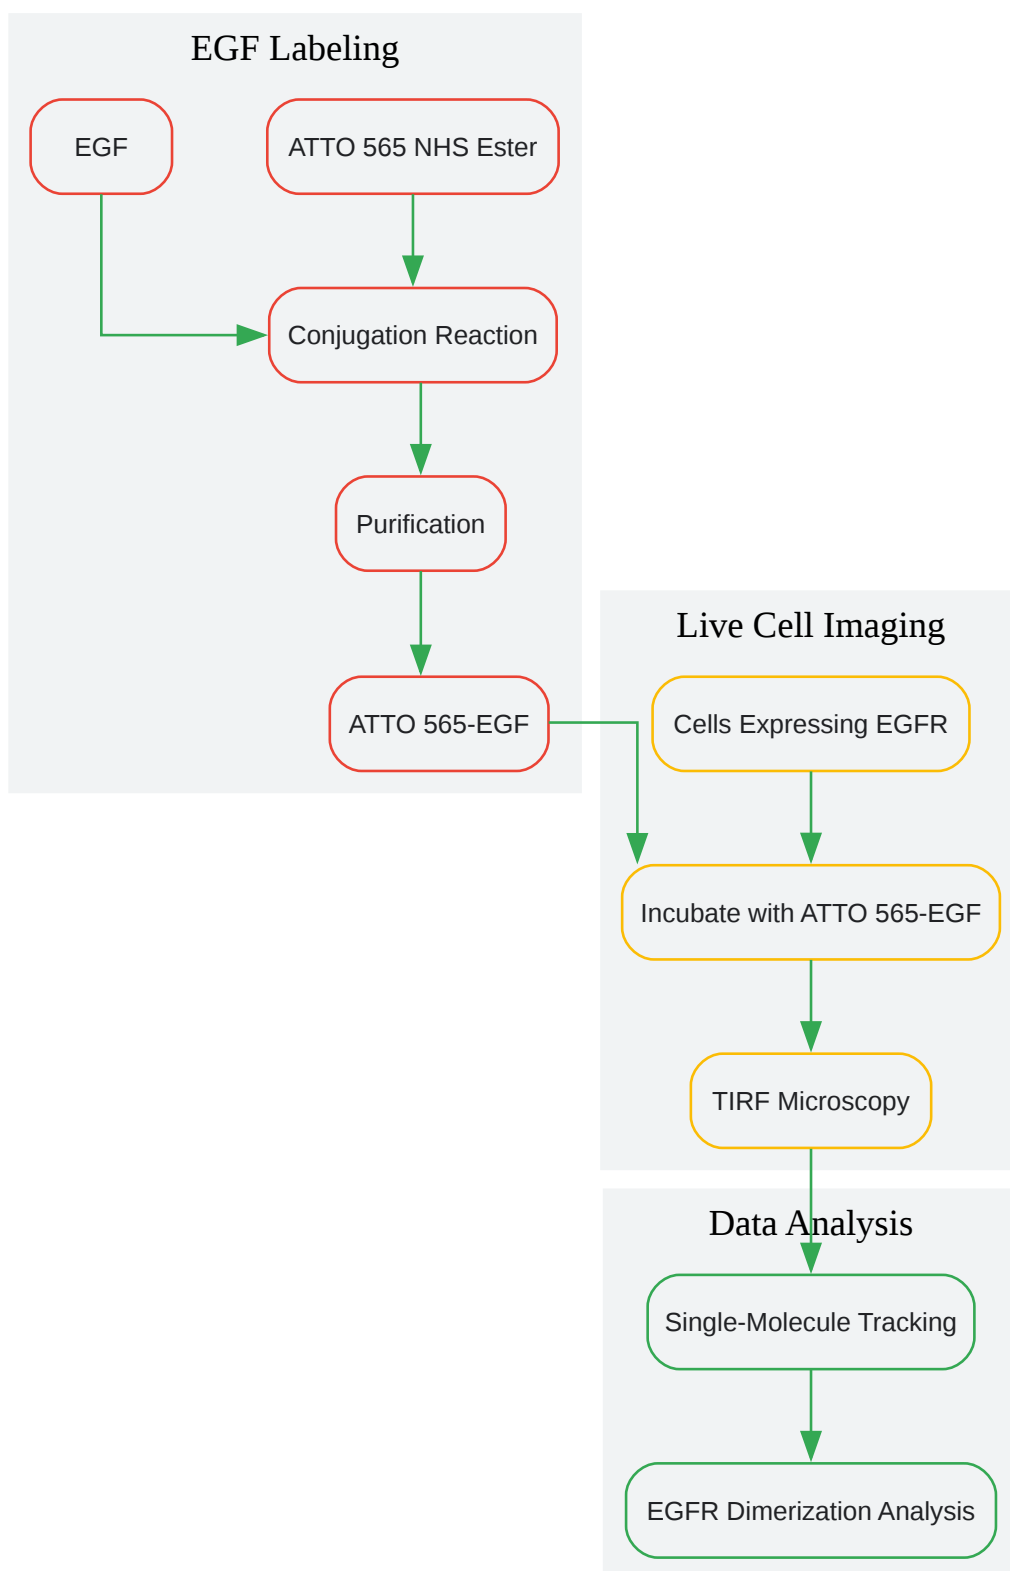 EGF Labeling
EGF
ATTO 565 NHS Ester
Conjugation Reaction
Purification
ATTO 565-EGF
Live Cell Imaging
Cells Expressing EGFR
Incubate with ATTO 565-EGF
TIRF Microscopy
Data Analysis
Single-Molecule Tracking
EGFR Dimerization Analysis